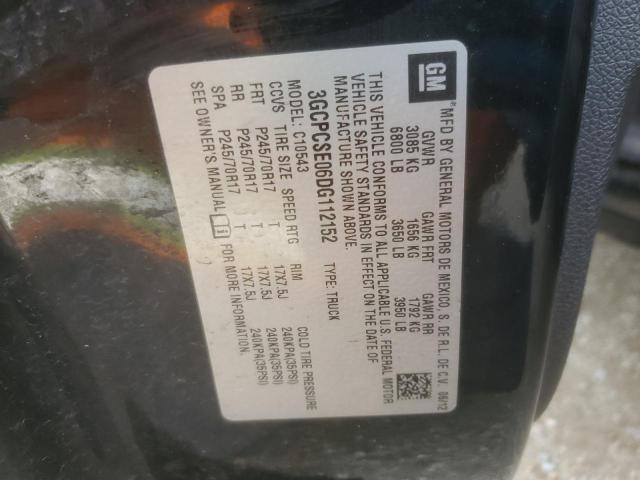 GM
® MFD BY GENERAL MOTORS DE MEXICO, S. DE R.L. DE C.V. 06/12
GVWR GAWR FRT GAWR RR
3085 KG 1656 KG 1792 KG
6800 LB 3650 LB 3950 LB
THIS VEHICLE CONFORMS TO ALL APPLICABLE U.S. FEDERAL MOTOR
VEHICLE SAFETY STANDARDS IN EFFECT ON THE DATE OF
MANUFACTURE SHOWN ABOVE.
3GCPCSE06DG112152 TYPE: TRUCK
MODEL: C10543
CCVS TIRE SIZE SPEED RTG RIM COLD TIRE PRESSURE
FRT P245/70R17 T 17X7.5J 240KPA(35PSI)
RR P245/70R17 T 17X7.5J 240KPA(35PSI)
SPA P245/70R17 T 17X7.5J 240KPA(35PSI)
SEE OWNER'S MANUAL i FOR MORE INFORMATION.